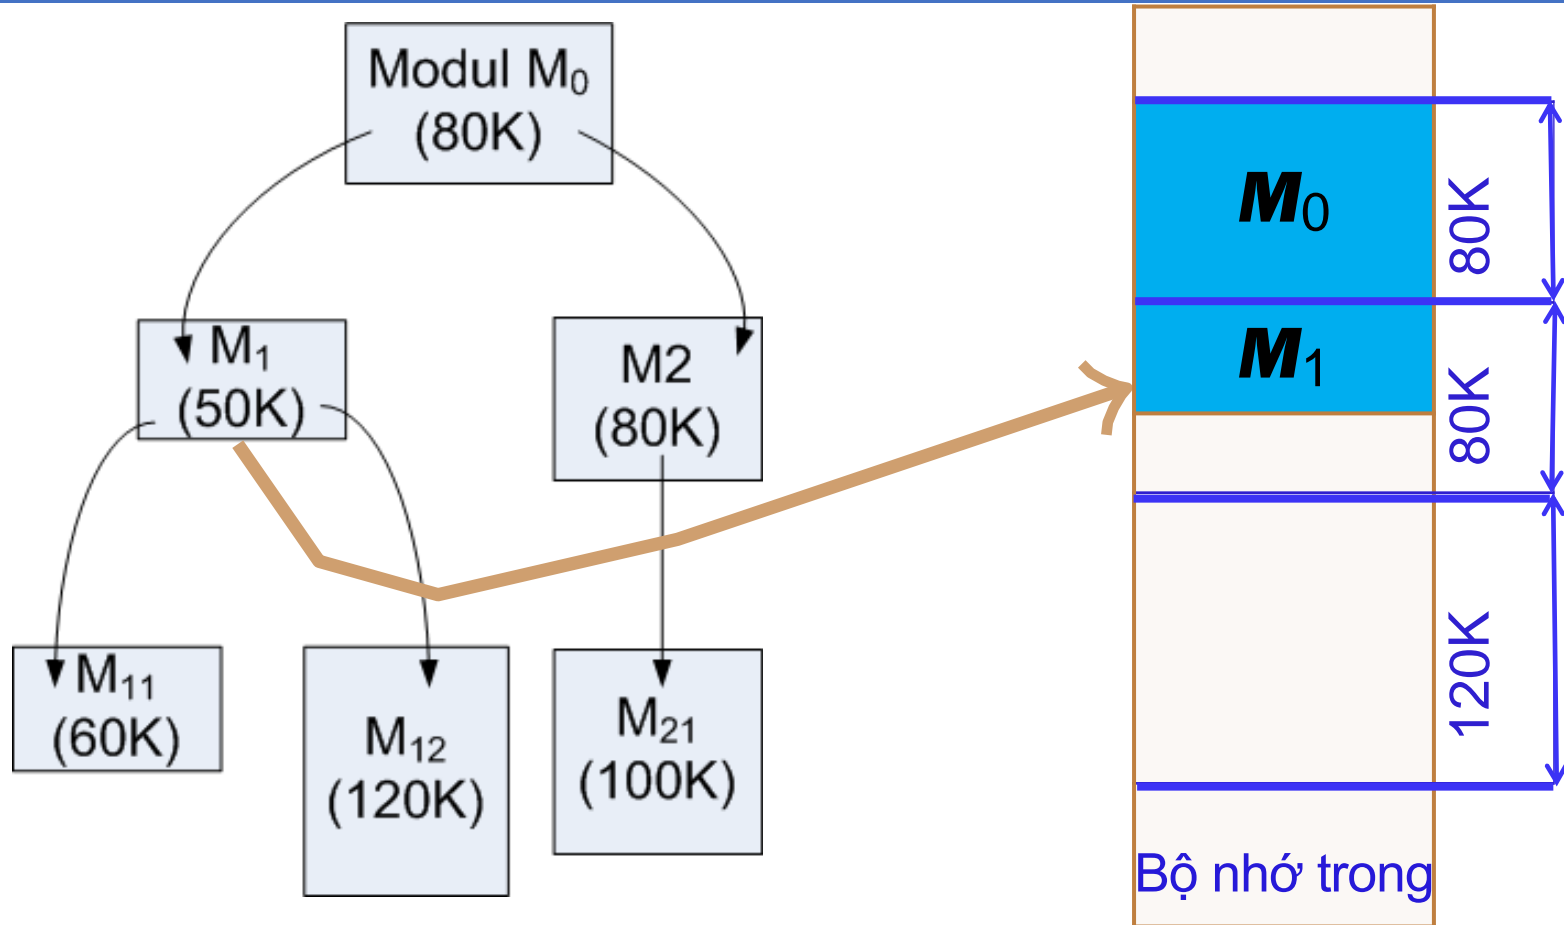 Modul M₀
(80K)
M₁
(50K)
M2
(80K)
M₁₁
(60K)
M₁₂
(120K)
M₂₁
(100K)
M₀
80K
M₁
80K
120K
Bộ nhớ trong